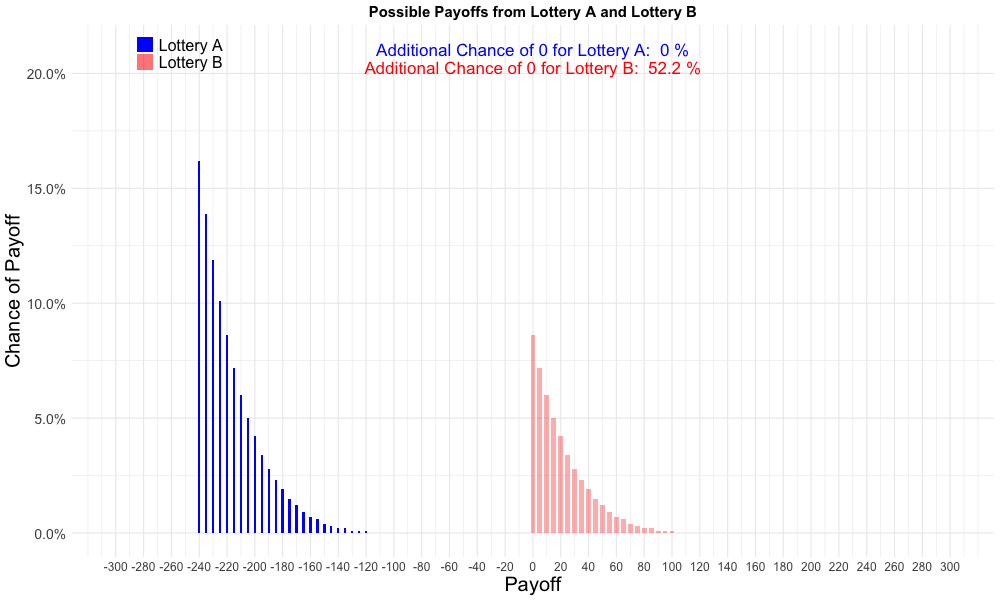 Possible Payoffs from Lottery A and Lottery B
Lottery A
Lottery B
Additional Chance of 0 for Lottery A:  0 %
Additional Chance of 0 for Lottery B:  52.2 %
Chance of Payoff
20.0%
15.0%
10.0%
5.0%
0.0%
-300 -280 -260 -240 -220 -200 -180 -160 -140 -120 -100 -80 -60 -40 -20 0 20 40 60 80 100 120 140 160 180 200 220 240 260 280 300
Payoff